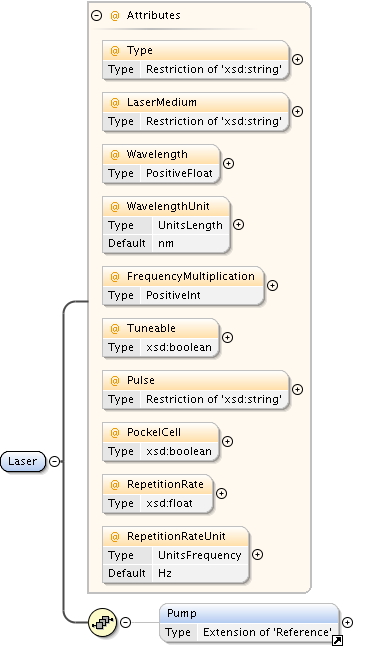 @ Attributes
@ Type
Type Restriction of 'xsd:string'
@ LaserMedium
Type Restriction of 'xsd:string'
@ Wavelength
Type PositiveFloat
@ WavelengthUnit
Type UnitsLength
Default nm
@ FrequencyMultiplication
Type PositiveInt
@ Tuneable
Type xsd:boolean
@ Pulse
Type Restriction of 'xsd:string'
@ PockelCell
Type xsd:boolean
@ RepetitionRate
Type xsd:float
@ RepetitionRateUnit
Type UnitsFrequency
Default Hz
Laser
Pump
Type Extension of 'Reference'